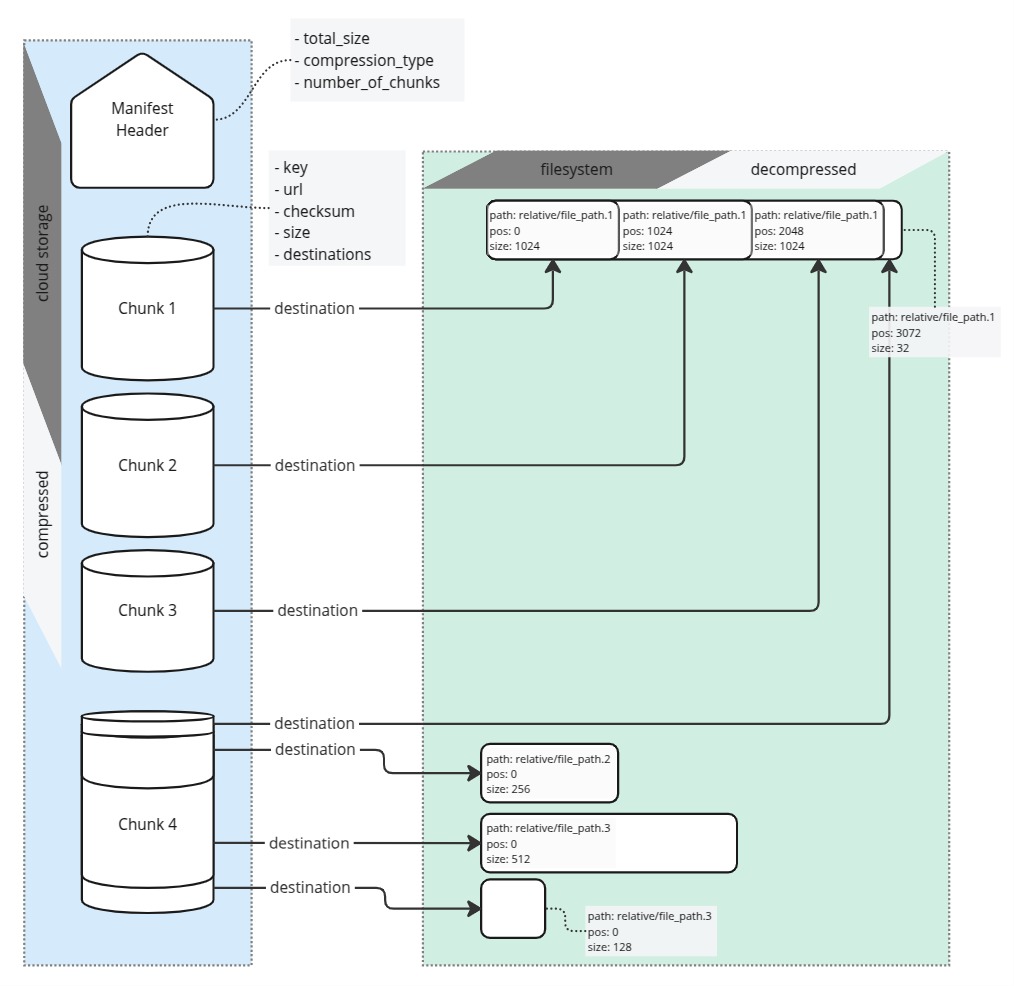 - total_size
- compression_type
- number_of_chunks
Manifest
Header
- key
- url
- checksum
- size
- destinations
cloud storage
compressed
filesystem
decompressed
path: relative/file_path.1
pos: 0
size: 1024
path: relative/file_path.1
pos: 1024
size: 1024
path: relative/file_path.1
pos: 2048
size: 1024
path: relative/file_path.1
pos: 3072
size: 32
Chunk 1
destination
Chunk 2
destination
Chunk 3
destination
Chunk 4
destination
destination
destination
destination
path: relative/file_path.2
pos: 0
size: 256
path: relative/file_path.3
pos: 0
size: 512
path: relative/file_path.3
pos: 0
size: 128